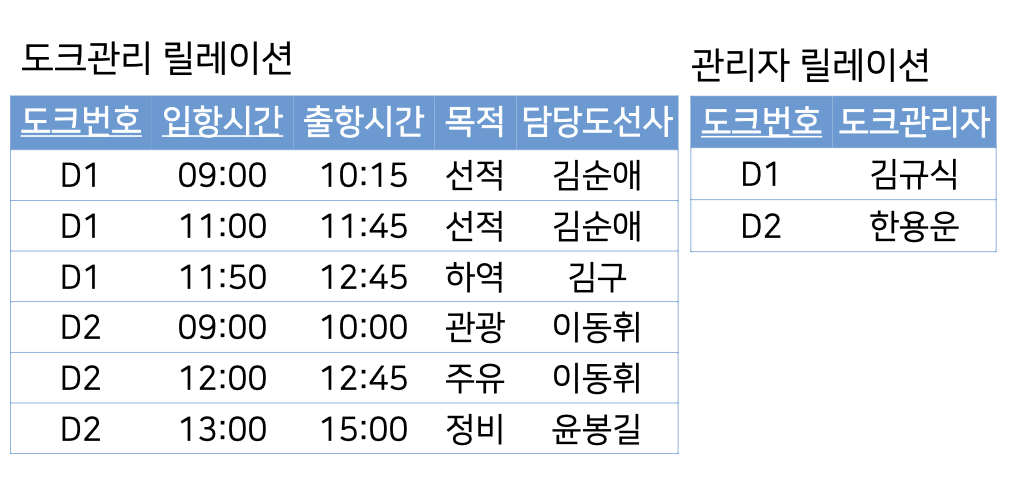 도크관리 릴레이션
도크번호 입항시간 출항시간 목적 담당도선사
D1 09:00 10:15 선적 김순애
D1 11:00 11:45 선적 김순애
D1 11:50 12:45 하역 김구
D2 09:00 10:00 관광 이동휘
D2 12:00 12:45 주유 이동휘
D2 13:00 15:00 정비 윤봉길
관리자 릴레이션
도크번호 도크관리자
D1 김규식
D2 한용운